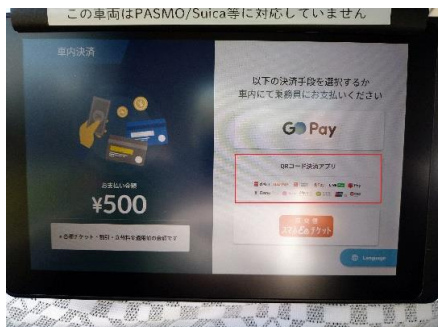 この車両はPASMO/Suica等に対応していません
車内決済
お支払い金額
¥500
以下の決済手段を選択するか
車内にて乗務員にお支払いください
GO Pay
QRコード決済アプリ
Language